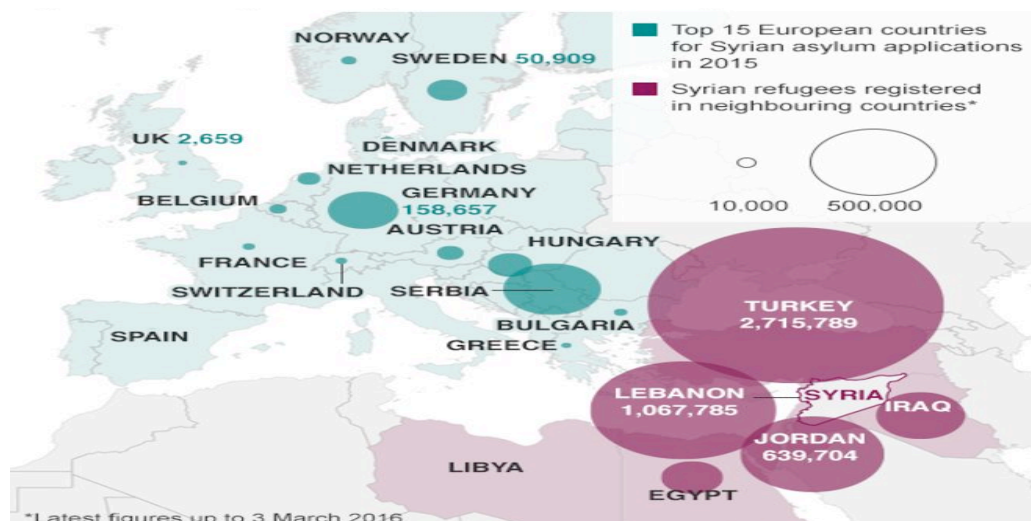 Top 15 European countries
for Syrian asylum applications
in 2015
Syrian refugees registered
in neighbouring countries*
10,000
500,000
NORWAY
SWEDEN 50,909
UK 2,659
DENMARK
NETHERLANDS
BELGIUM
GERMANY
158,657
AUSTRIA
HUNGARY
FRANCE
SWITZERLAND
SERBIA
SPAIN
BULGARIA
GREECE
TURKEY
2,715,789
LEBANON
1,067,785
SYRIA
IRAQ
JORDAN
639,704
LIBYA
EGYPT
*Latest figures up to 3 March 2016